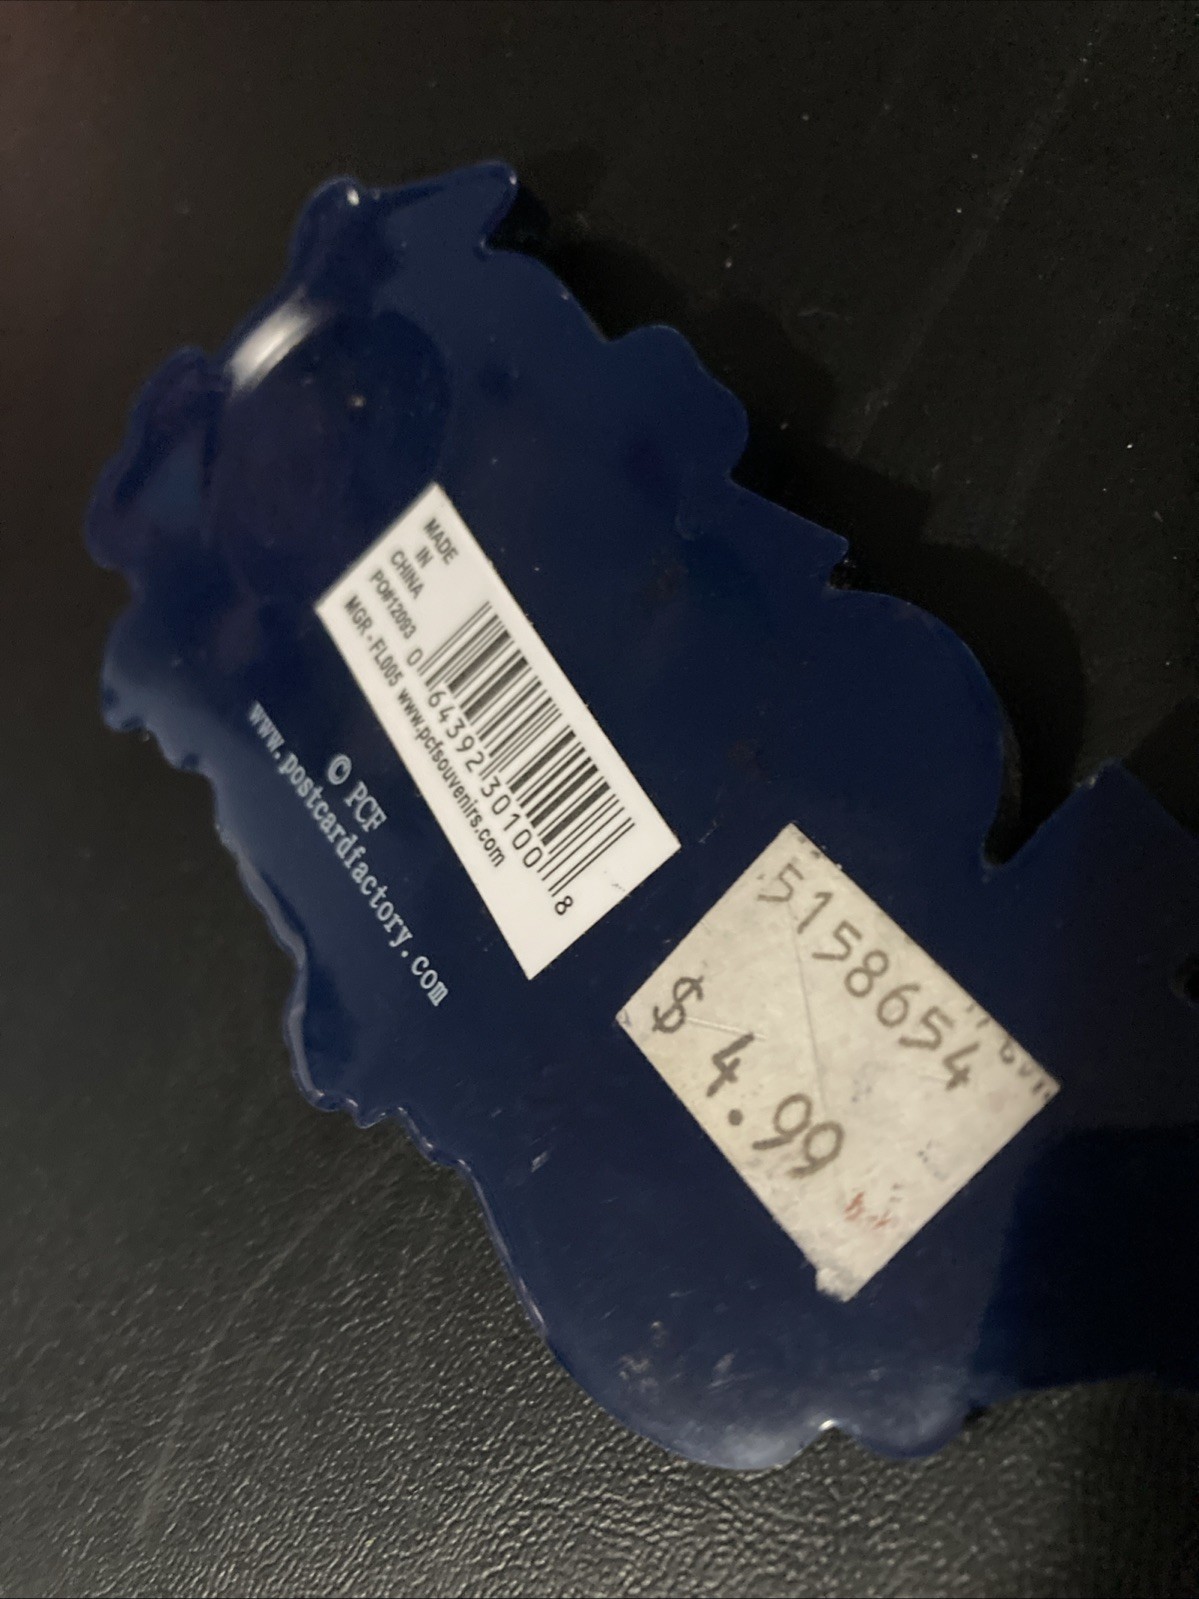 MADE
IN
CHINA
PO#12093
MGR-FL005 www.pcfsouvenirs.com
0 64392 30100 8
© PCF
www.postcardfactory.com
5158654
$ 4.99